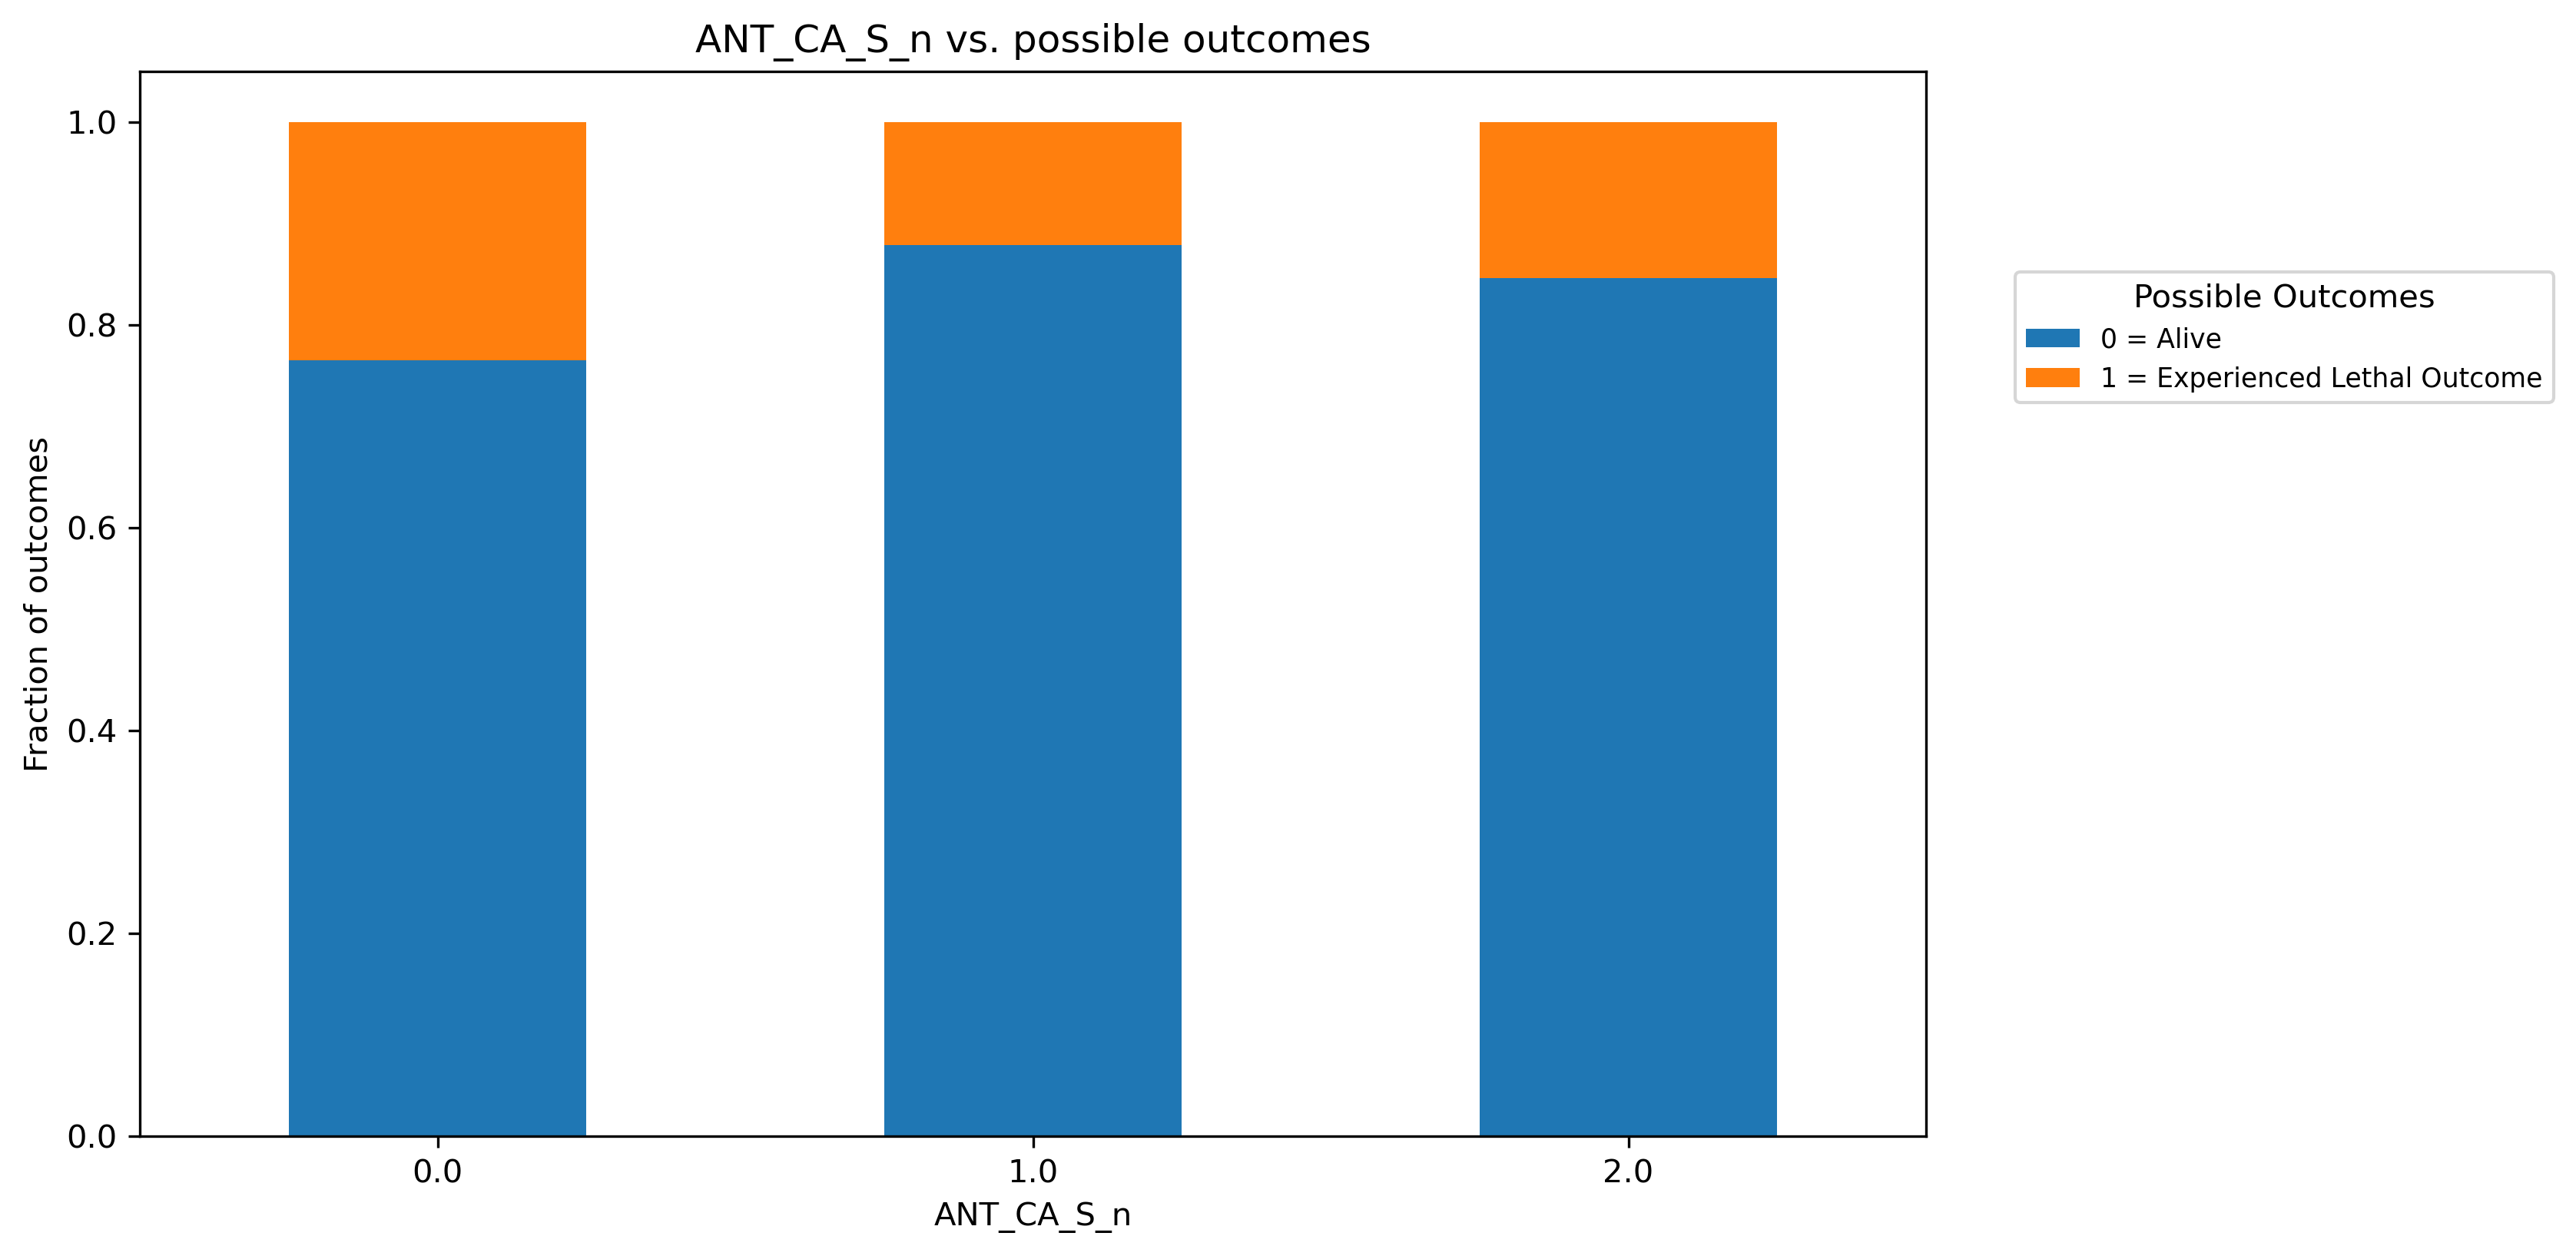 ANT_CA_S_n vs. possible outcomes
Fraction of outcomes
1.0
0.8
0.6
0.4
0.2
0.0
0.0
1.0
2.0
ANT_CA_S_n
Possible Outcomes
0 = Alive
1 = Experienced Lethal Outcome